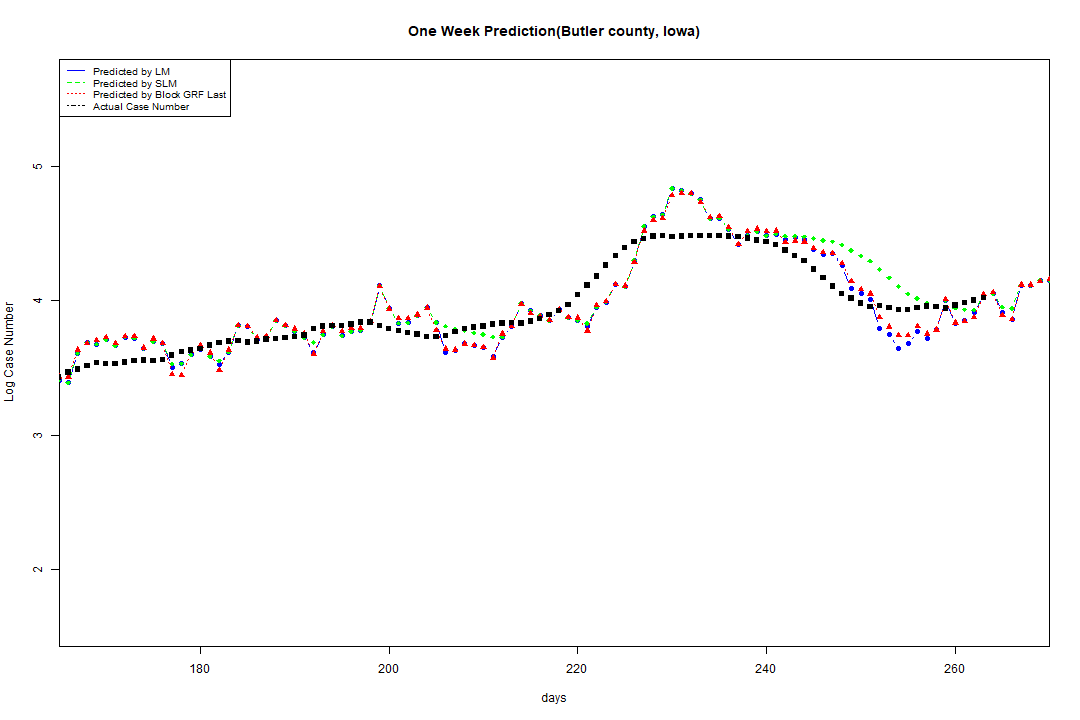 One Week Prediction(Butler county, Iowa)
Predicted by LM
Predicted by SLM
Predicted by Block GRF Last
Actual Case Number
5
4
3
2
Log Case Number
180 200 220 240 260
days